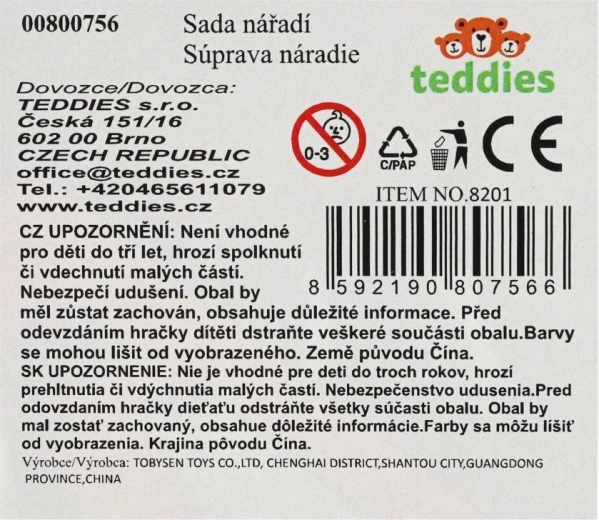 00800756
Sada nářadí
Súprava náradie
teddies
Dovozce/Dovozca:
TEDDIES s.r.o.
Česká 151/16
602 00 Brno
CZECH REPUBLIC
office@teddies.cz
Tel.: +420465611079
www.teddies.cz
0-3
C/PAP
CE
ITEM NO.8201
8 592190 807566
CZ UPOZORNĚNÍ: Není vhodné
pro děti do tří let, hrozí spolknutí
či vdechnutí malých částí.
Nebezpečí udušení. Obal by
měl zůstat zachován, obsahuje důležité informace. Před
odevzdáním hračky dítěti dstraňte veškeré součásti obalu.Barvy
se mohou lišit od vyobrazeného. Země původu Čína.
SK UPOZORNENIE: Nie je vhodné pre deti do troch rokov, hrozí
prehltnutia či vdýchnutia malých častí. Nebezpečenstvo udusenia.Pred
odovzdaním hračky dieťaťu odstráňte všetky súčasti obalu. Obal by
mal zostať zachovaný, obsahue dôležité informácie.Farby sa môžu líšiť
od vyobrazenia. Krajina pôvodu Čína.
Výrobce/Výrobca: TOBYSEN TOYS CO.,LTD, CHENGHAI DISTRICT,SHANTOU CITY,GUANGDONG
PROVINCE,CHINA